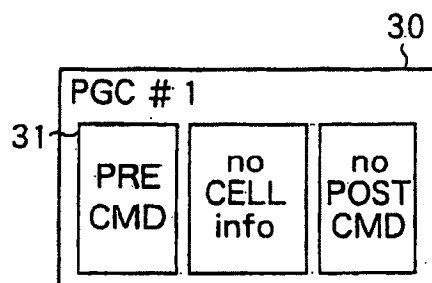 30
PGC # 1
31
PRE
CMD
no
CELL
info
no
POST
CMD